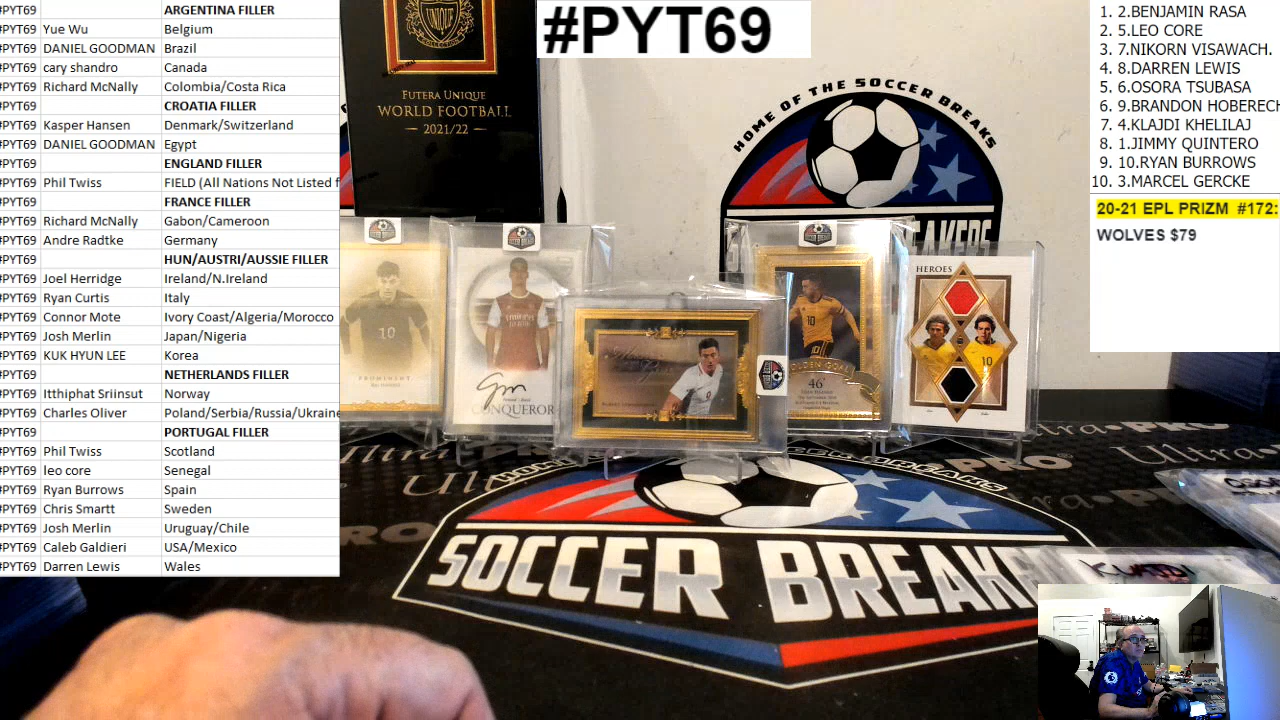 #PYT69 ARGENTINA FILLER
#PYT69 Yue Wu Belgium
#PYT69 DANIEL GOODMAN Brazil
#PYT69 cary shandro Canada
#PYT69 Richard McNally Colombia/Costa Rica
#PYT69 CROATIA FILLER
#PYT69 Kasper Hansen Denmark/Switzerland
#PYT69 DANIEL GOODMAN Egypt
#PYT69 ENGLAND FILLER
#PYT69 Phil Twiss FIELD (All Nations Not Listed f
#PYT69 FRANCE FILLER
#PYT69 Richard McNally Gabon/Cameroon
#PYT69 Andre Radtke Germany
#PYT69 HUN/AUSTRI/AUSSIE FILLER
#PYT69 Joel Herridge Ireland/N.Ireland
#PYT69 Ryan Curtis Italy
#PYT69 Connor Mote Ivory Coast/Algeria/Morocco
#PYT69 Josh Merlin Japan/Nigeria
#PYT69 KUK HYUN LEE Korea
#PYT69 NETHERLANDS FILLER
#PYT69 Itthiphat Sriinsut Norway
#PYT69 Charles Oliver Poland/Serbia/Russia/Ukraine
#PYT69 PORTUGAL FILLER
#PYT69 Phil Twiss Scotland
#PYT69 leo core Senegal
#PYT69 Ryan Burrows Spain
#PYT69 Chris Smartt Sweden
#PYT69 Josh Merlin Uruguay/Chile
#PYT69 Caleb Galdieri USA/Mexico
#PYT69 Darren Lewis Wales
UNIQUE
FUTERA UNIQUE
WORLD FOOTBALL
2021/22
#PYT69
HOME OF THE SOCCER BREAKS
1. 2.BENJAMIN RASA
2. 5.LEO CORE
3. 7.NIKORN VISAWACH.
4. 8.DARREN LEWIS
5. 6.OSORA TSUBASA
6. 9.BRANDON HOBERECH
7. 4.KLAJDI KHELILAJ
8. 1.JIMMY QUINTERO
9. 10.RYAN BURROWS
10. 3.MARCEL GERCKE
20-21 EPL PRIZM #172:
WOLVES $79
PROMINENT
CONQUEROR
46
HEROES
Ultra PRO
SOCCER BREAKE